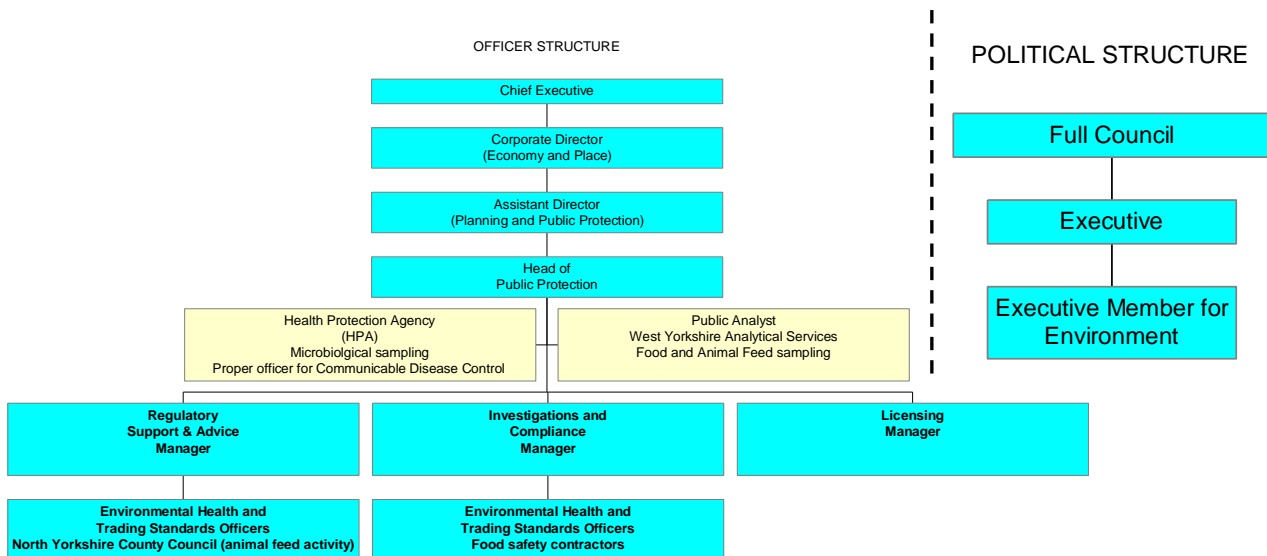 OFFICER STRUCTURE
Chief Executive
Corporate Director
(Economy and Place)
Assistant Director
(Planning and Public Protection)
Head of
Public Protection
Health Protection Agency
(HPA)
Microbiolgical sampling
Proper officer for Communicable Disease Control
Public Analyst
West Yorkshire Analytical Services
Food and Animal Feed sampling
Regulatory
Support & Advice
Manager
Investigations and
Compliance
Manager
Licensing
Manager
Environmental Health and
Trading Standards Officers
North Yorkshire County Council (animal feed activity)
Environmental Health and
Trading Standards Officers
Food safety contractors
POLITICAL STRUCTURE
Full Council
Executive
Executive Member for
Environment